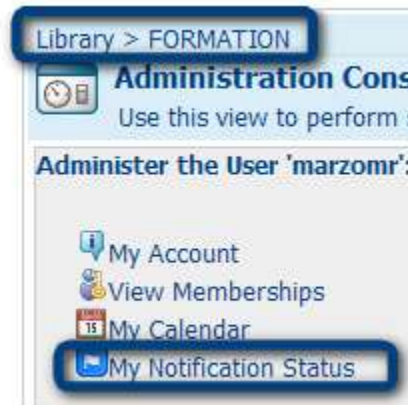 Library > FORMATION
Administration Cons
Use this view to perform
Administer the User 'marzomr':
My Account
View Memberships
15
My Calendar
My Notification Status